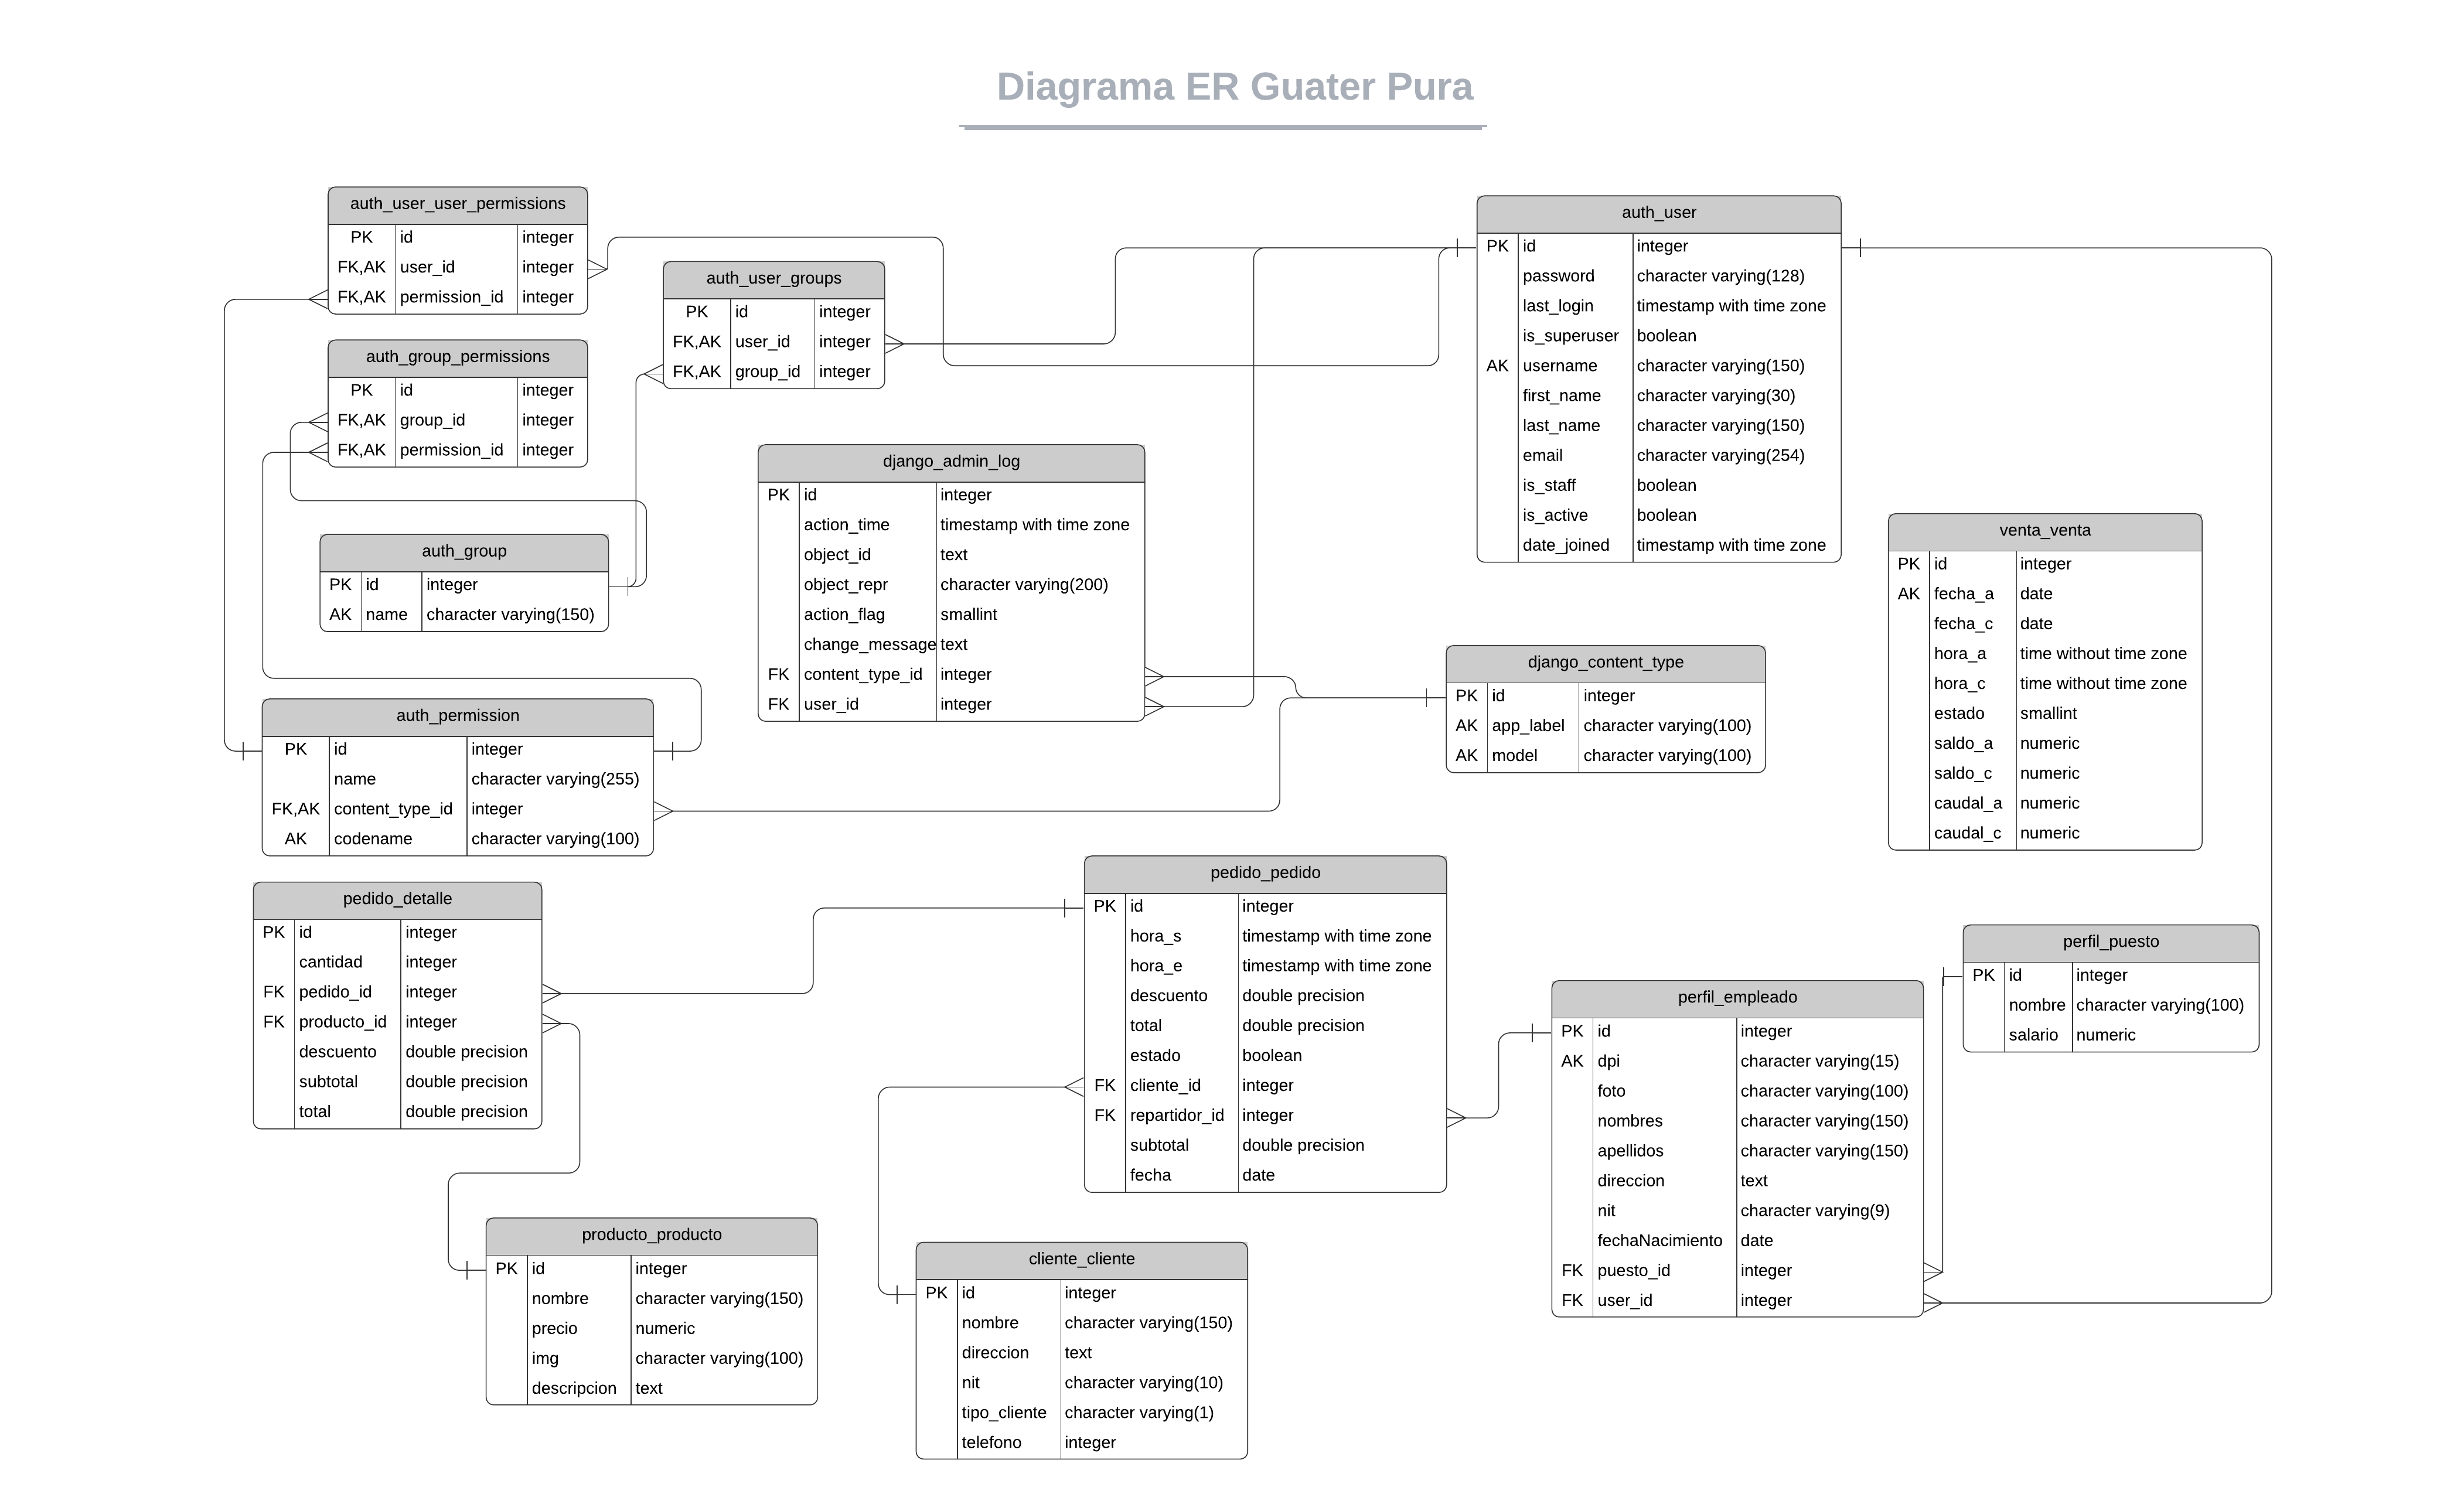 Diagrama ER Guater Pura
auth_user_user_permissions
PK id integer
FK,AK user_id integer
FK,AK permission_id integer
auth_user_groups
PK id integer
FK,AK user_id integer
FK,AK group_id integer
auth_user
PK id integer
password character varying(128)
last_login timestamp with time zone
is_superuser boolean
AK username character varying(150)
first_name character varying(30)
last_name character varying(150)
email character varying(254)
is_staff boolean
is_active boolean
date_joined timestamp with time zone
auth_group_permissions
PK id integer
FK,AK group_id integer
FK,AK permission_id integer
django_admin_log
PK id integer
action_time timestamp with time zone
object_id text
object_repr character varying(200)
action_flag smallint
change_message text
FK content_type_id integer
FK user_id integer
auth_group
PK id integer
AK name character varying(150)
venta_venta
PK id integer
AK fecha_a date
fecha_c date
hora_a time without time zone
hora_c time without time zone
estado smallint
saldo_a numeric
saldo_c numeric
caudal_a numeric
caudal_c numeric
django_content_type
PK id integer
AK app_label character varying(100)
AK model character varying(100)
auth_permission
PK id integer
name character varying(255)
FK,AK content_type_id integer
AK codename character varying(100)
pedido_detalle
PK id integer
cantidad integer
FK pedido_id integer
FK producto_id integer
descuento double precision
subtotal double precision
total double precision
pedido_pedido
PK id integer
hora_s timestamp with time zone
hora_e timestamp with time zone
descuento double precision
total double precision
estado boolean
FK cliente_id integer
FK repartidor_id integer
subtotal double precision
fecha date
perfil_puesto
PK id integer
nombre character varying(100)
salario numeric
perfil_empleado
PK id integer
AK dpi character varying(15)
foto character varying(100)
nombres character varying(150)
apellidos character varying(150)
direccion text
nit character varying(9)
fechaNacimiento date
FK puesto_id integer
FK user_id integer
producto_producto
PK id integer
nombre character varying(150)
precio numeric
img character varying(100)
descripcion text
cliente_cliente
PK id integer
nombre character varying(150)
direccion text
nit character varying(10)
tipo_cliente character varying(1)
telefono integer